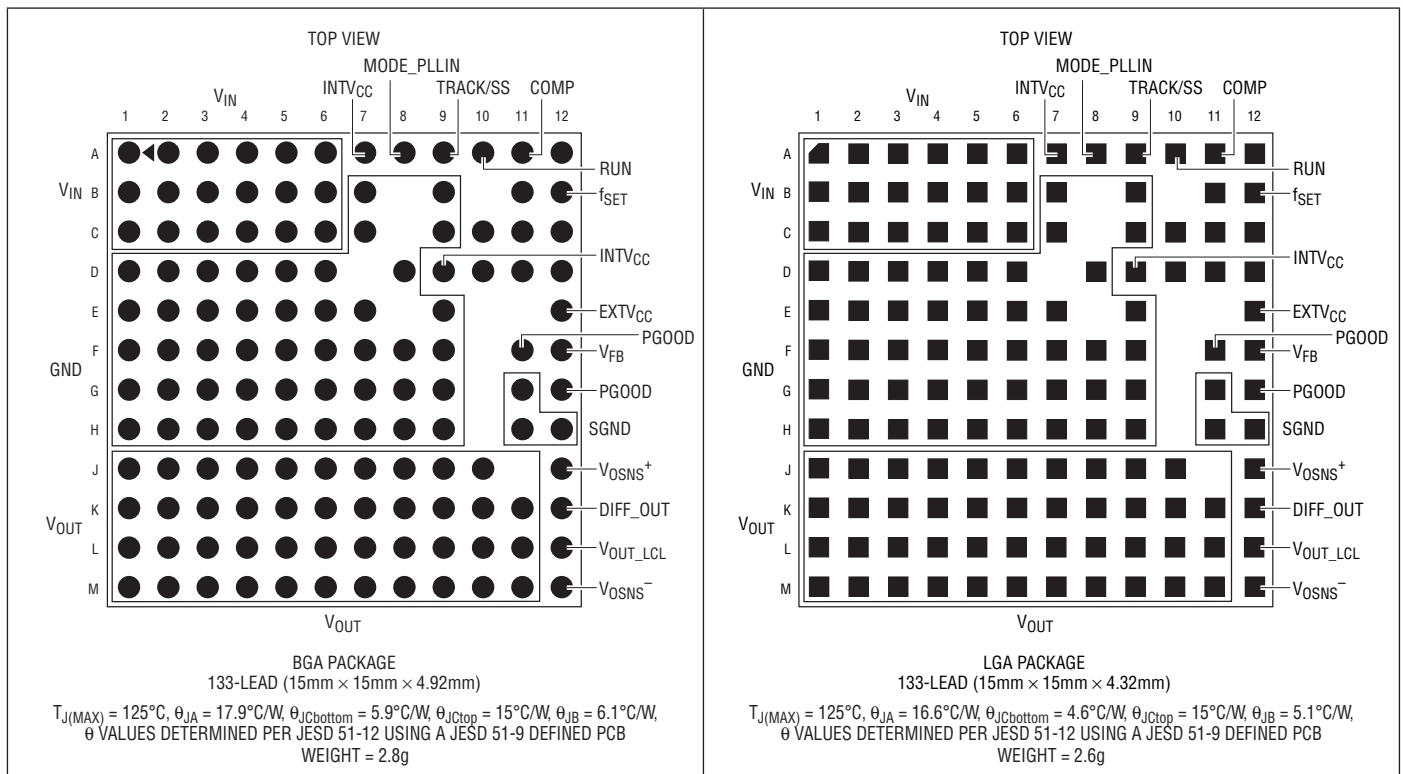 TOP VIEW
MODE_PLLIN
INTVCC TRACK/SS COMP
VIN
1 2 3 4 5 6 7 8 9 10 11 12
A
RUN
VIN B
fSET
C
INTVCC
D
E
EXTVCC
PGOOD
F
VFB
GND
G
PGOOD
H
SGND
J
VOSNS+
K
DIFF_OUT
VOUT
L
VOUT_LCL
M
VOSNS–
VOUT
BGA PACKAGE
133-LEAD (15mm × 15mm × 4.92mm)
TJ(MAX) = 125°C, θJA = 17.9°C/W, θJCbottom = 5.9°C/W, θJCtop = 15°C/W, θJB = 6.1°C/W,
θ VALUES DETERMINED PER JESD 51-12 USING A JESD 51-9 DEFINED PCB
WEIGHT = 2.8g
TOP VIEW
MODE_PLLIN
INTVCC TRACK/SS COMP
VIN
1 2 3 4 5 6 7 8 9 10 11 12
A
RUN
VIN B
fSET
C
INTVCC
D
E
EXTVCC
PGOOD
F
VFB
GND
G
PGOOD
H
SGND
J
VOSNS+
K
DIFF_OUT
VOUT
L
VOUT_LCL
M
VOSNS–
VOUT
LGA PACKAGE
133-LEAD (15mm × 15mm × 4.32mm)
TJ(MAX) = 125°C, θJA = 16.6°C/W, θJCbottom = 4.6°C/W, θJCtop = 15°C/W, θJB = 5.1°C/W,
θ VALUES DETERMINED PER JESD 51-12 USING A JESD 51-9 DEFINED PCB
WEIGHT = 2.6g